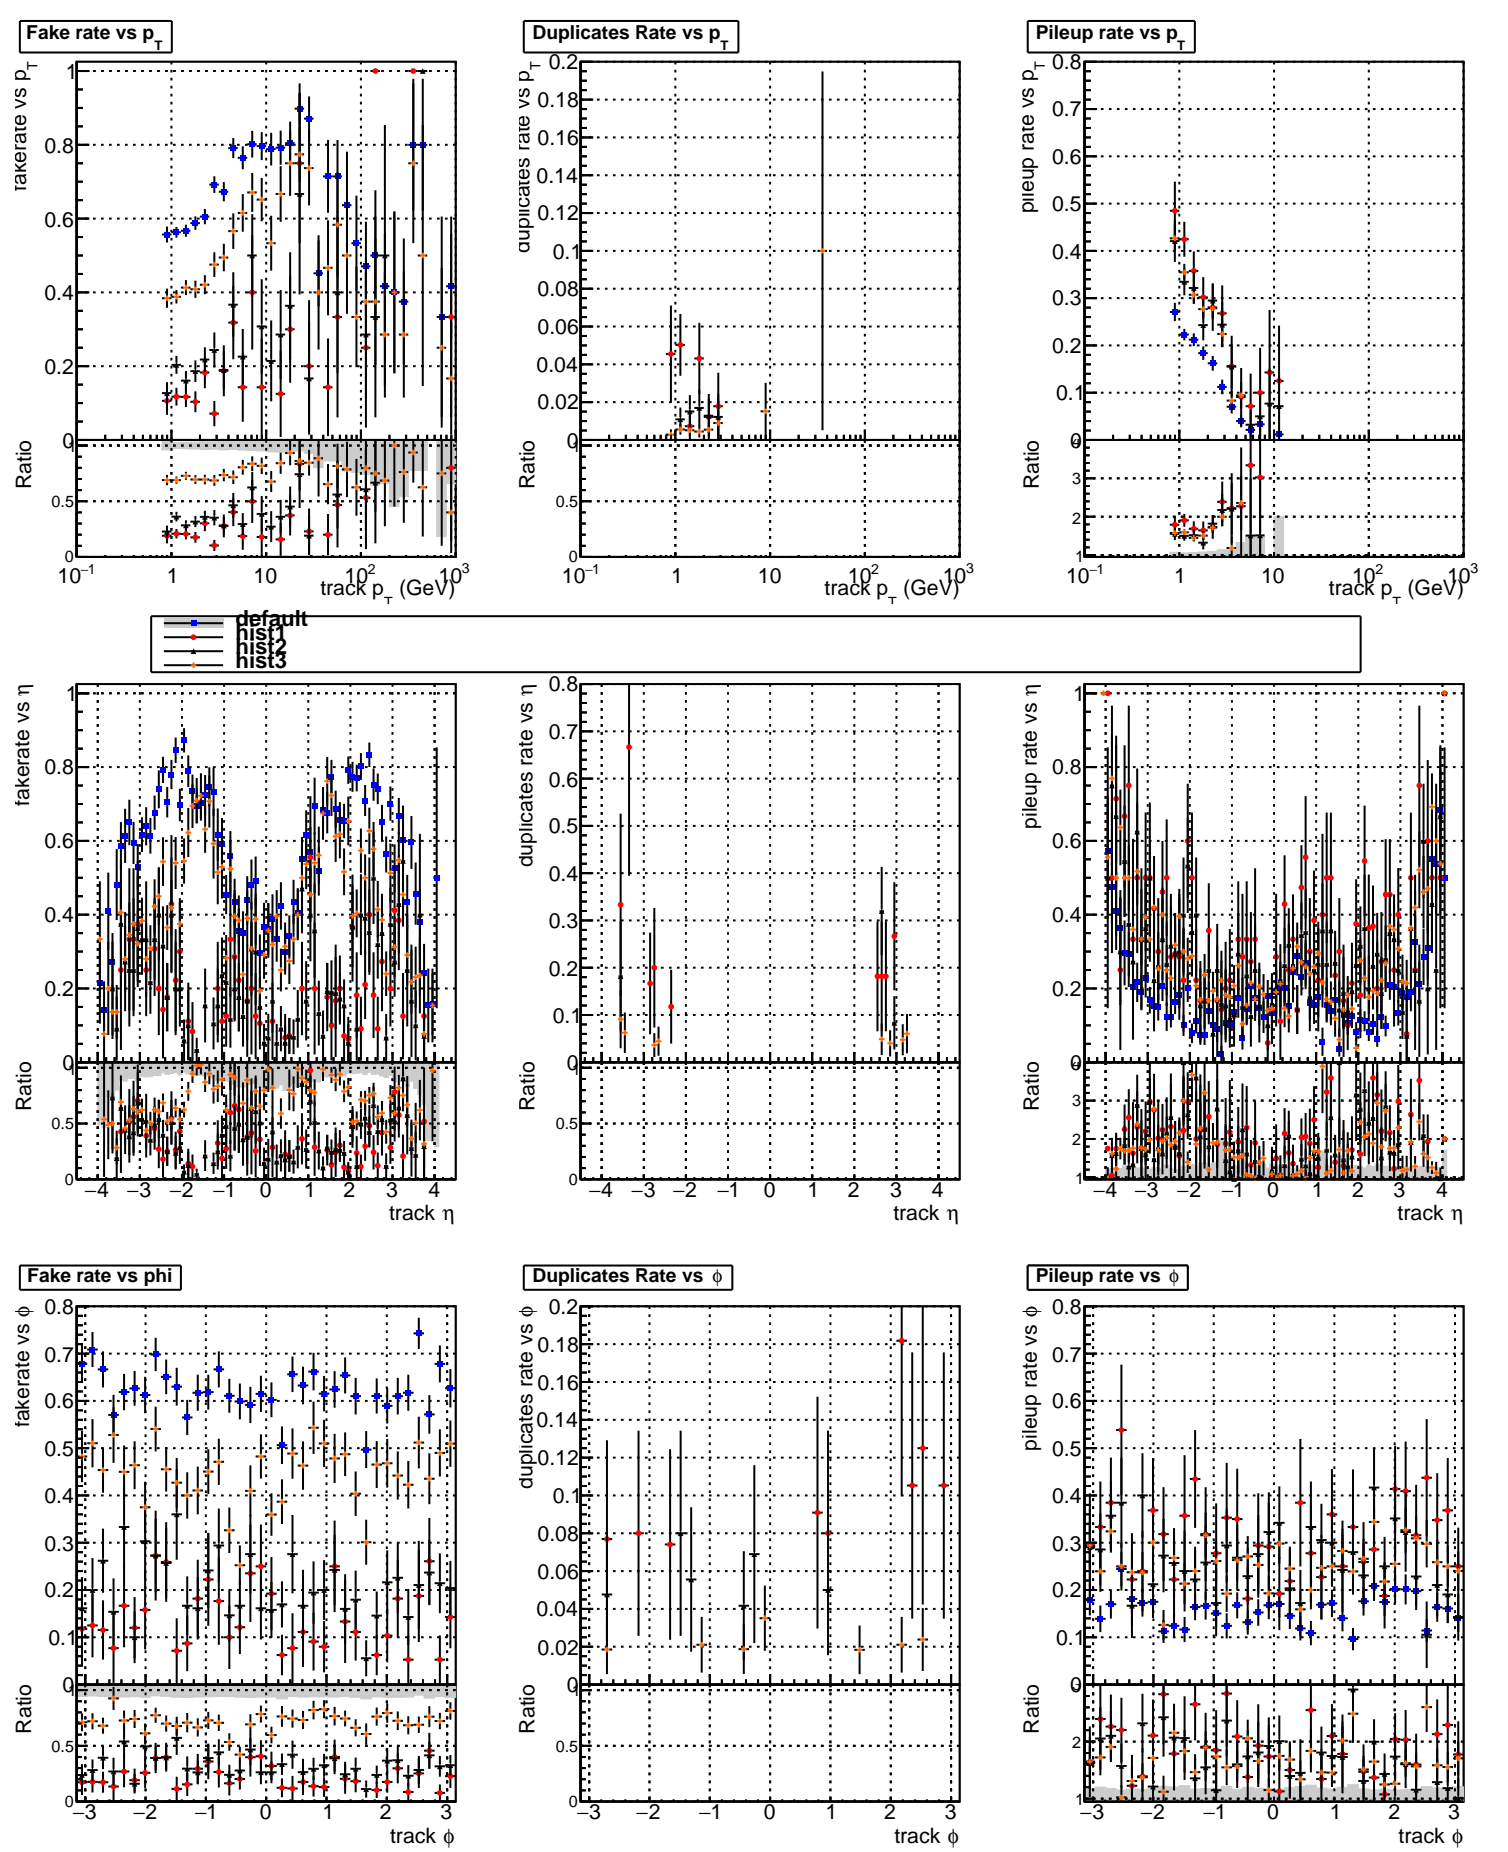 Fake rate vs pT
Duplicates Rate vs pT
Pileup rate vs pT
fakerate vs pT
1
0.8
0.6
0.4
0.2
0
Ratio
1
0.5
0
10−1 1 10 10² 10³
track pT (GeV)
duplicates rate vs pT
0.2
0.18
0.16
0.14
0.12
0.1
0.08
0.06
0.04
0.02
0
Ratio
1
0.5
0
10−1 1 10 10² 10³
track pT (GeV)
pileup rate vs pT
0.8
0.7
0.6
0.5
0.4
0.3
0.2
0.1
0
Ratio
4
3
2
1
10−1 1 10 10² 10³
track pT (GeV)
default
hist1
hist2
hist3
fakerate vs η
1
0.8
0.6
0.4
0.2
0
Ratio
1
0.5
0
−4 −3 −2 −1 0 1 2 3 4
track η
duplicates rate vs η
0.8
0.7
0.6
0.5
0.4
0.3
0.2
0.1
0
Ratio
1
0.5
0
−4 −3 −2 −1 0 1 2 3 4
track η
pileup rate vs η
1
0.8
0.6
0.4
0.2
0
Ratio
4
3
2
1
−4 −3 −2 −1 0 1 2 3 4
track η
Fake rate vs phi
Duplicates Rate vs ϕ
Pileup rate vs ϕ
fakerate vs ϕ
0.8
0.7
0.6
0.5
0.4
0.3
0.2
0.1
0
Ratio
1
0.5
0
−3 −2 −1 0 1 2 3
track ϕ
duplicates rate vs ϕ
0.2
0.18
0.16
0.14
0.12
0.1
0.08
0.06
0.04
0.02
0
Ratio
1
0.5
0
−3 −2 −1 0 1 2 3
track ϕ
pileup rate vs ϕ
0.8
0.7
0.6
0.5
0.4
0.3
0.2
0.1
0
Ratio
2
1
−3 −2 −1 0 1 2 3
track ϕ